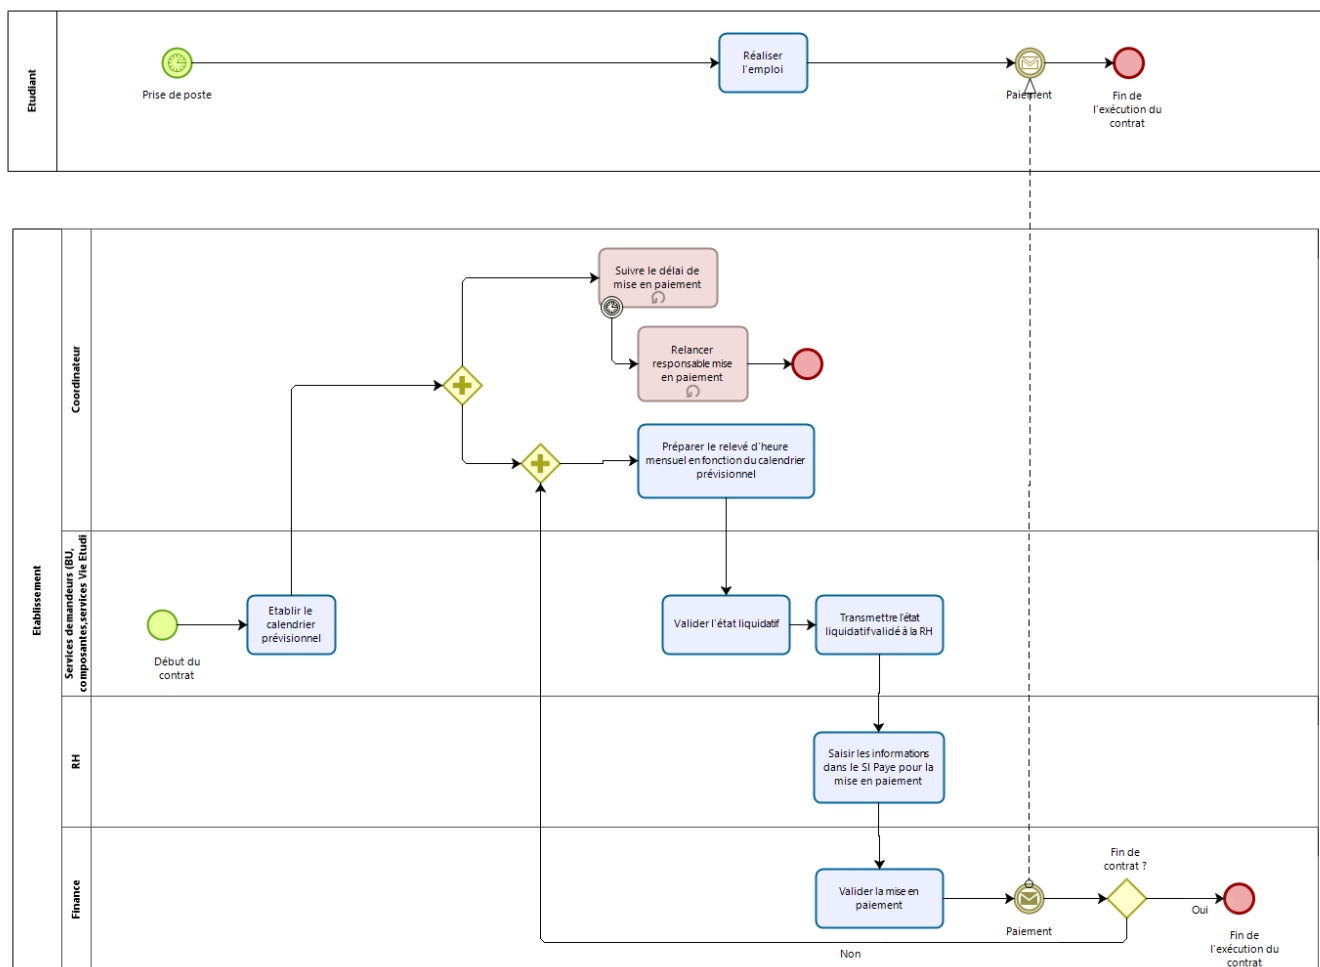 Etudiant
Prise de poste
Réaliser
l'emploi
Paiement
Fin de
l'exécution du
contrat
Etablissement
Coordinateur
Suivre le délai de
mise en paiement
Relancer
responsable mise
en paiement
Préparer le relevé d'heure
mensuel en fonction du calendrier
prévisionnel
Services demandeurs (BU,
composantes,services Vie Etudi
Début du
contrat
Etablir le
calendrier
prévisionnel
Valider l'état liquidatif
Transmettre l'état
liquidatif validé à la RH
RH
Saisir les informations
dans le SI Paye pour la
mise en paiement
Finance
Valider la mise en
paiement
Paiement
Fin de
contrat ?
Oui
Non
Fin de
l'exécution du
contrat